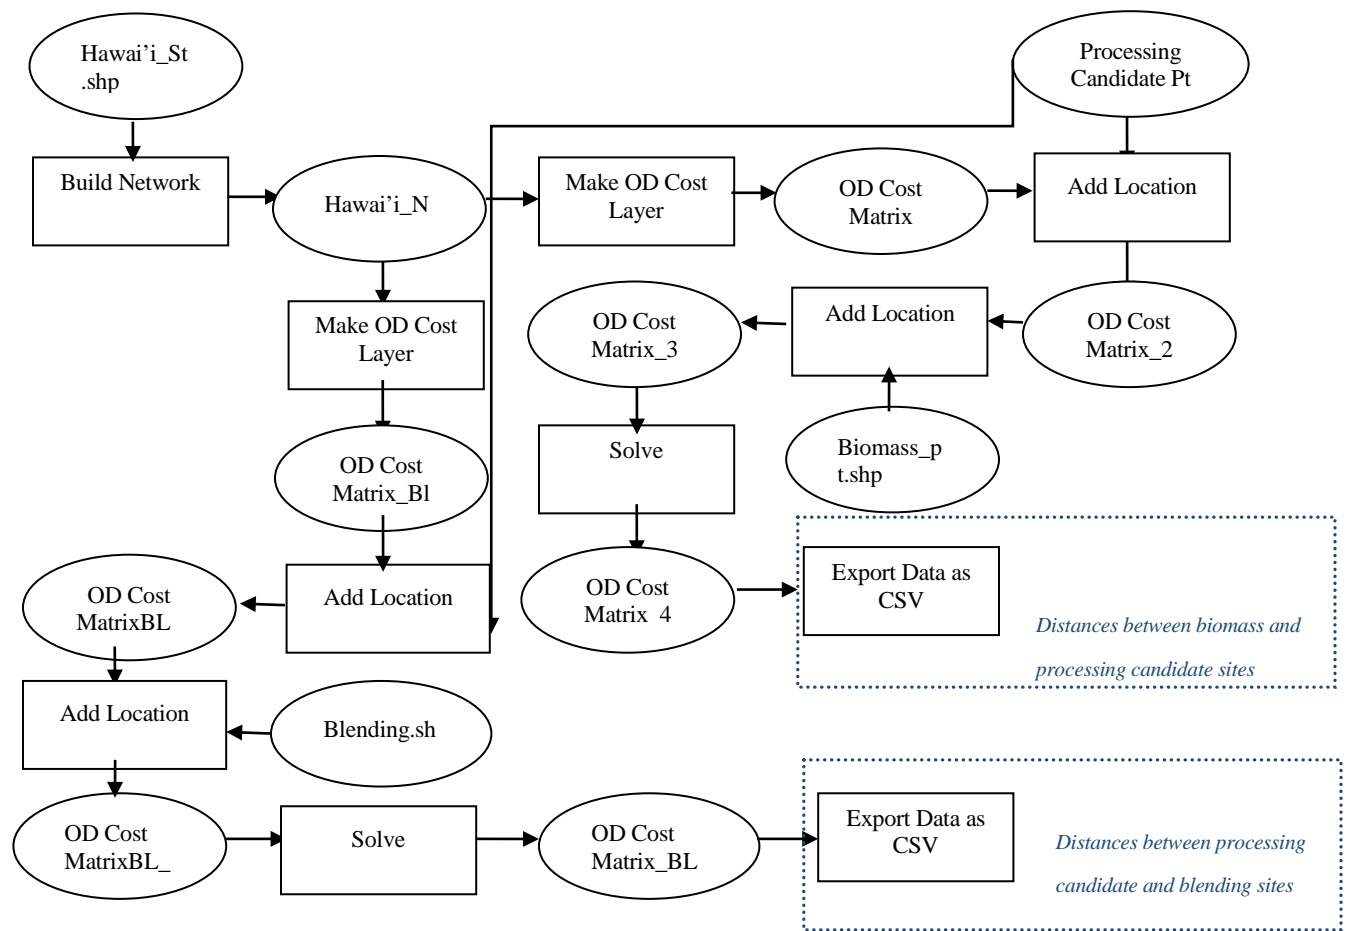 Hawai’i_St
.shp
Processing
Candidate Pt
Build Network
Hawai’i_N
Make OD Cost
Layer
OD Cost
Matrix
Add Location
Make OD Cost
Layer
OD Cost
Matrix_3
Add Location
OD Cost
Matrix_2
OD Cost
Matrix_Bl
Solve
Biomass_p
t.shp
OD Cost
MatrixBL
Add Location
OD Cost
Matrix 4
Export Data as
CSV
Distances between biomass and
processing candidate sites
Add Location
Blending.sh
OD Cost
MatrixBL_
Solve
OD Cost
Matrix_BL
Export Data as
CSV
Distances between processing
candidate and blending sites